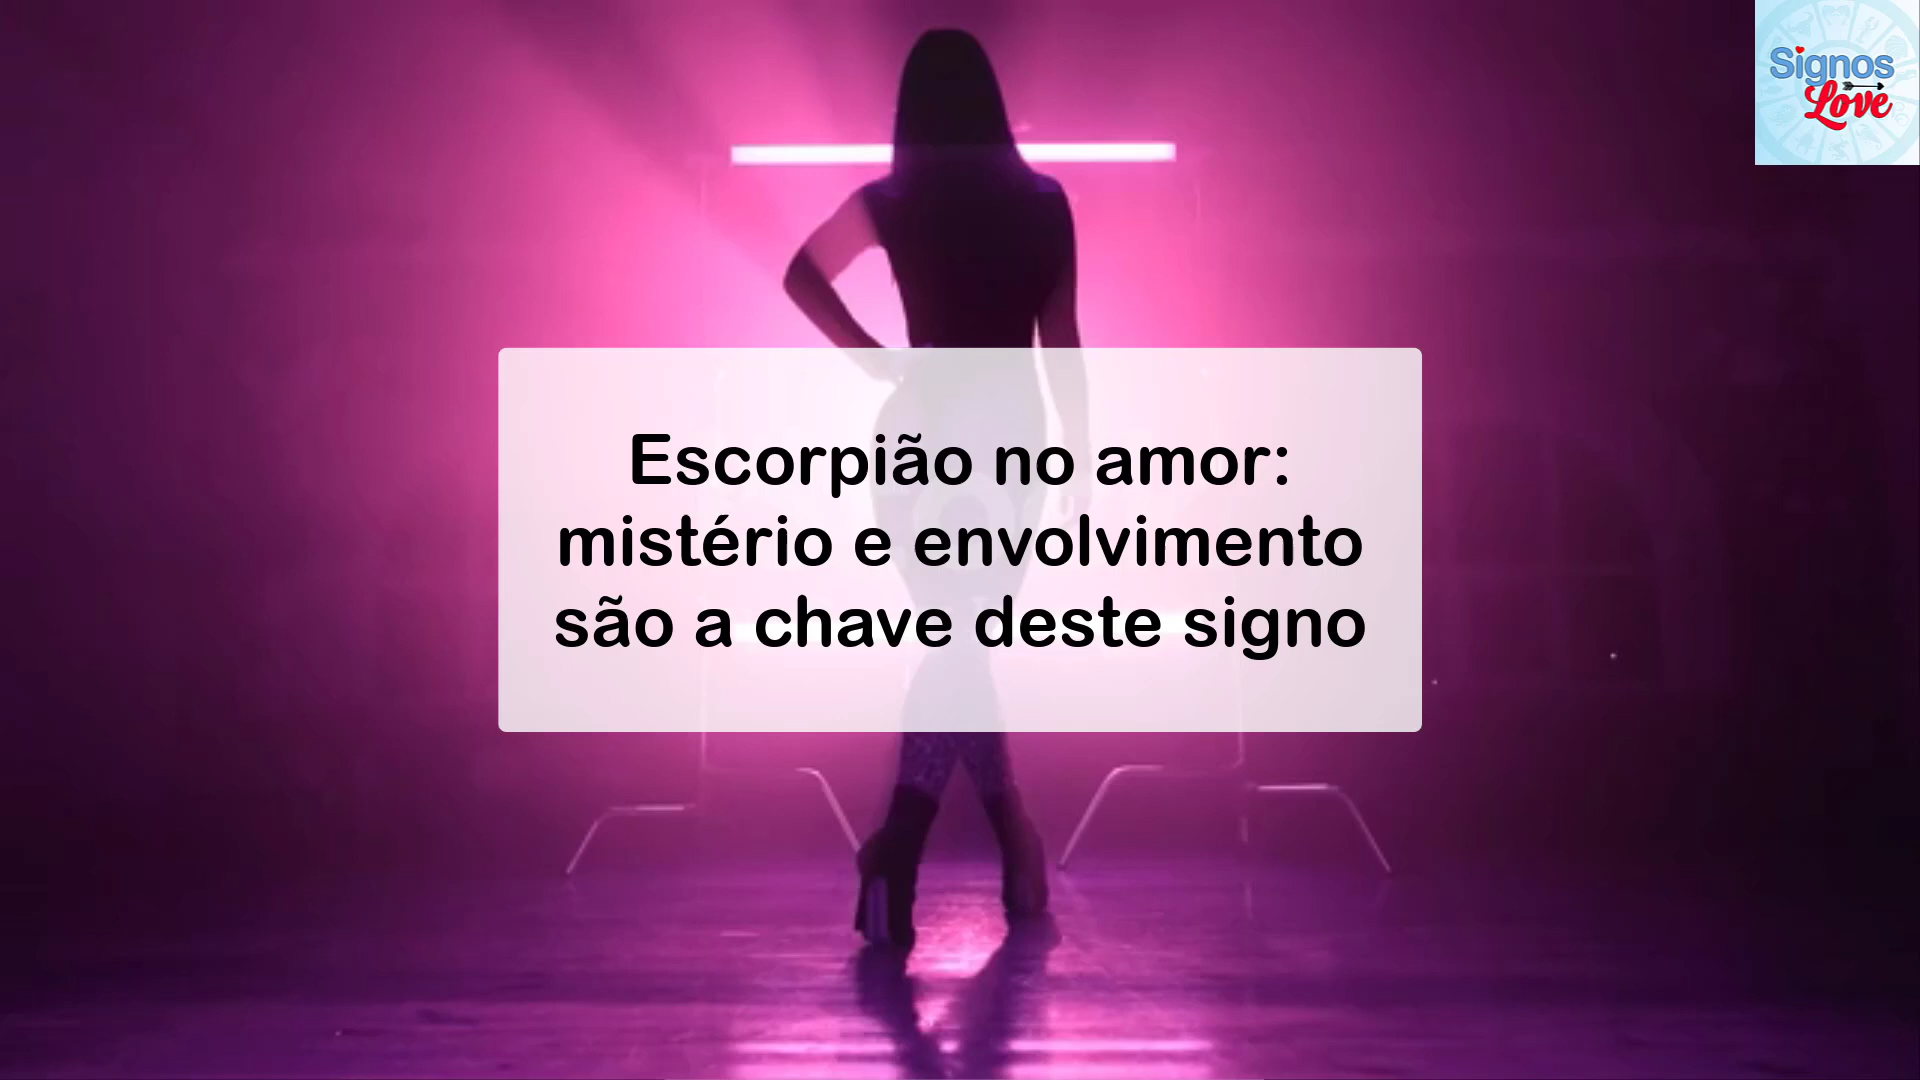 Signos
Love
Escorpião no amor:
mistério e envolvimento
são a chave deste signo